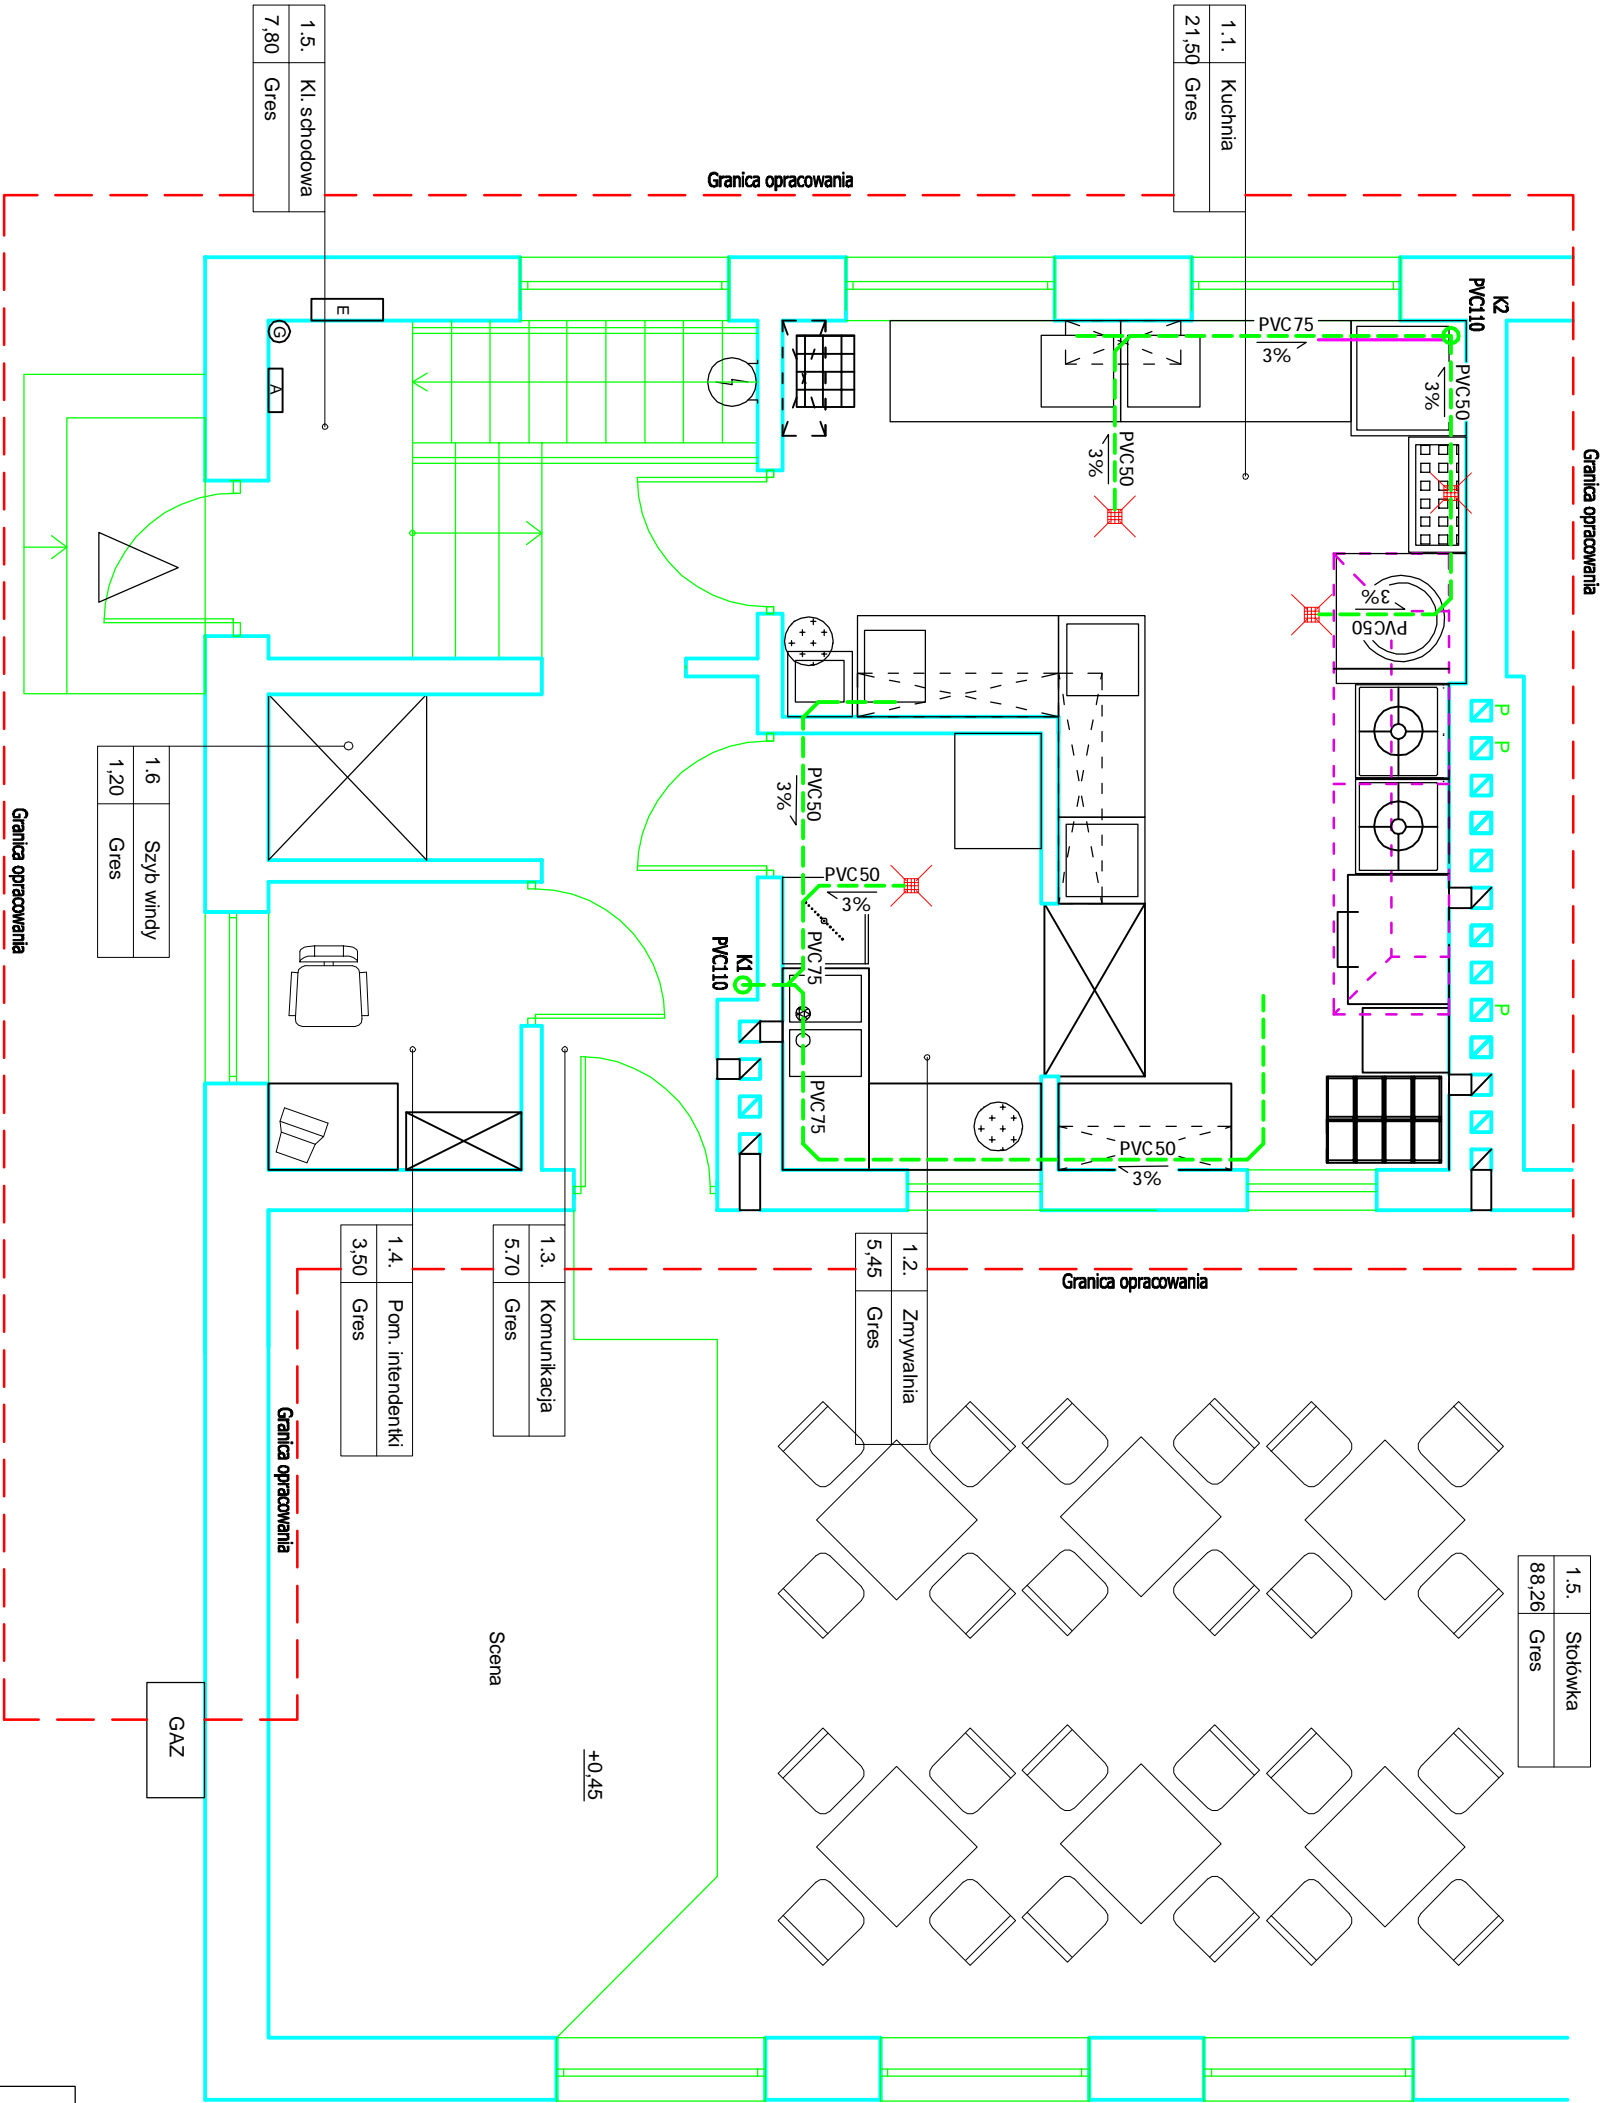 1.5. Kl. schodowa
7,80 Gres
1.1. Kuchnia
21,50 Gres
Granica opracowania
K2
PVC110
E
G
A
PVC75
3%
PVC50
3%
PVC50
3%
Granica opracowania
PVC50
3%
P
P
P
1.6 Szyb windy
1,20 Gres
Granica opracowania
PVC50
3%
PVC50
3%
PVC75
K1
PVC110
PVC75
PVC50
3%
1.4. Pom. intendentki
3,50 Gres
1.3. Komunikacja
5.70 Gres
1.2. Zmywalnia
5,45 Gres
Granica opracowania
Granica opracowania
1.5. Stołówka
88,26 Gres
Scena
+0,45
GAZ